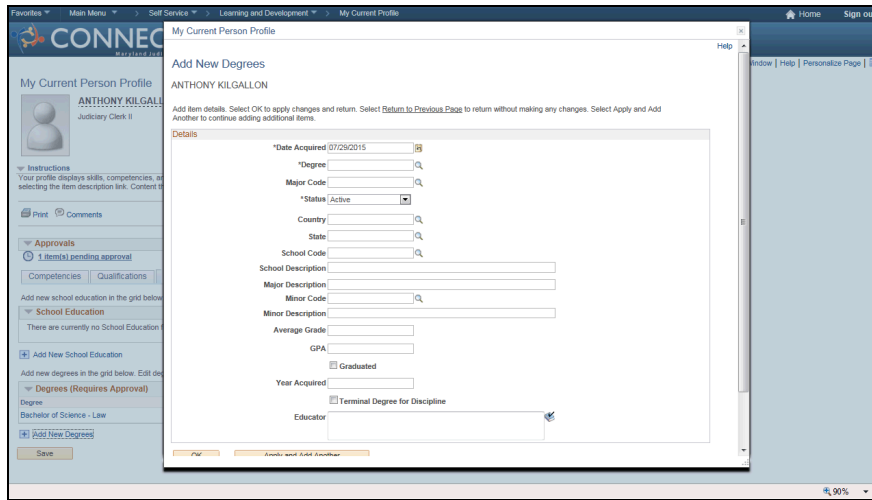 Favorites Main Menu > Self Service > Learning and Development > My Current Profile
Home Sign ou
CONNEC
Maryland Judi
Window | Help | Personalize Page |
My Current Person Profile
ANTHONY KILGALL
Judiciary Clerk II
Instructions
Your profile displays skills, competencies, an
selecting the item description link. Content th
Print Comments
Approvals
1 item(s) pending approval
Competencies Qualifications
Add new school education in the grid below
School Education
There are currently no School Education f
Add New School Education
Add new degrees in the grid below. Edit deg
Degrees (Requires Approval)
Degree
Bachelor of Science - Law
Add New Degrees
Save
My Current Person Profile
Help
Add New Degrees
ANTHONY KILGALLON
Add item details. Select OK to apply changes and return. Select Return to Previous Page to return without making any changes. Select Apply and Add
Another to continue adding additional items.
Details
*Date Acquired 07/29/2015
*Degree
Major Code
*Status Active
Country
State
School Code
School Description
Major Description
Minor Code
Minor Description
Average Grade
GPA
Graduated
Year Acquired
Terminal Degree for Discipline
Educator
OK Apply and Add Another
90%